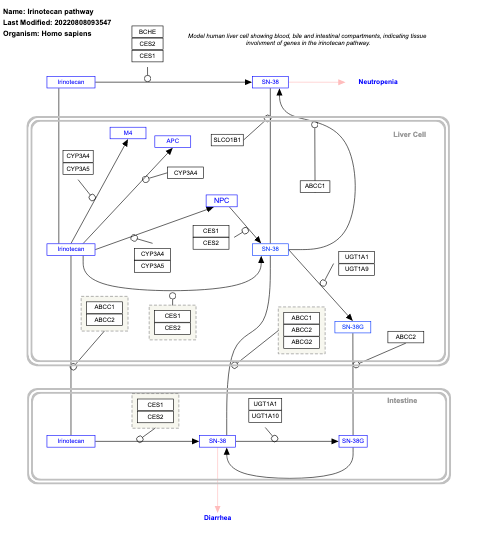 Name: Irinotecan pathway
Last Modified: 20220808093547
Organism: Homo sapiens
Model human liver cell showing blood, bile and intestinal compartments, indicating tissue
involvement of genes in the irinotecan pathway.
BCHE
CES2
CES1
Irinotecan
SN-38
Neutropenia
Liver Cell
M4
APC
SLCO1B1
CYP3A4
CYP3A5
CYP3A4
ABCC1
NPC
CES1
CES2
Irinotecan
SN-38
CYP3A4
CYP3A5
UGT1A1
UGT1A9
ABCC1
ABCC2
CES1
CES2
ABCC1
ABCC2
ABCG2
SN-38G
ABCC2
Intestine
CES1
CES2
UGT1A1
UGT1A10
Irinotecan
SN-38
SN-38G
Diarrhea